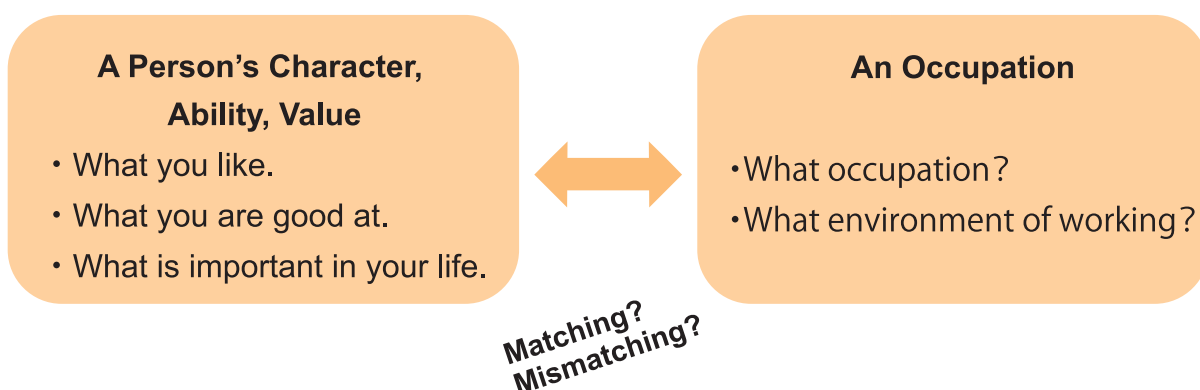 A Person’s Character,
Ability, Value
・What you like.
・What you are good at.
・What is important in your life.
An Occupation
・What occupation？
・What environment of working？
Matching?
Mismatching?